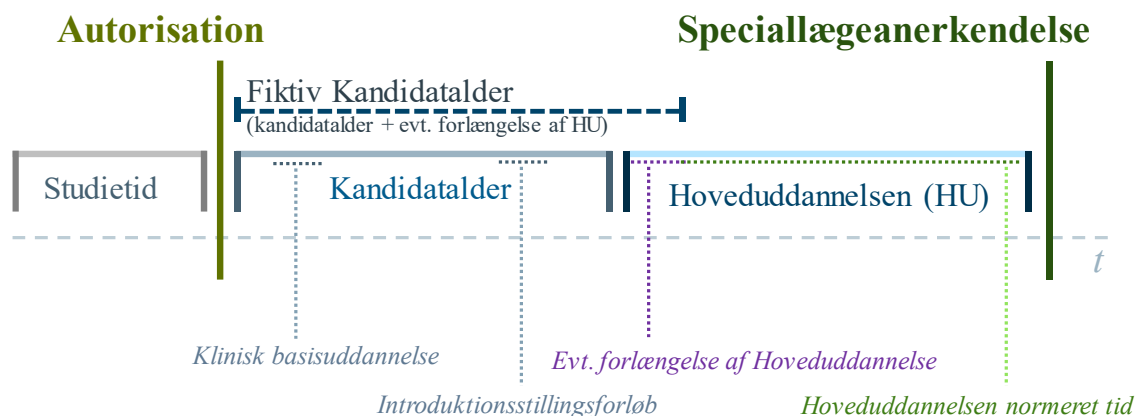 Autorisation
Speciallægeanerkendelse
Fiktiv Kandidatalder
(kandidatalder + evt. forlængelse af HU)
Studietid
Kandidatalder
Hoveduddannelsen (HU)
t
Klinisk basisuddannelse
Evt. forlængelse af Hoveduddannelse
Introduktionsstillingsforløb
Hoveduddannelsen normeret tid